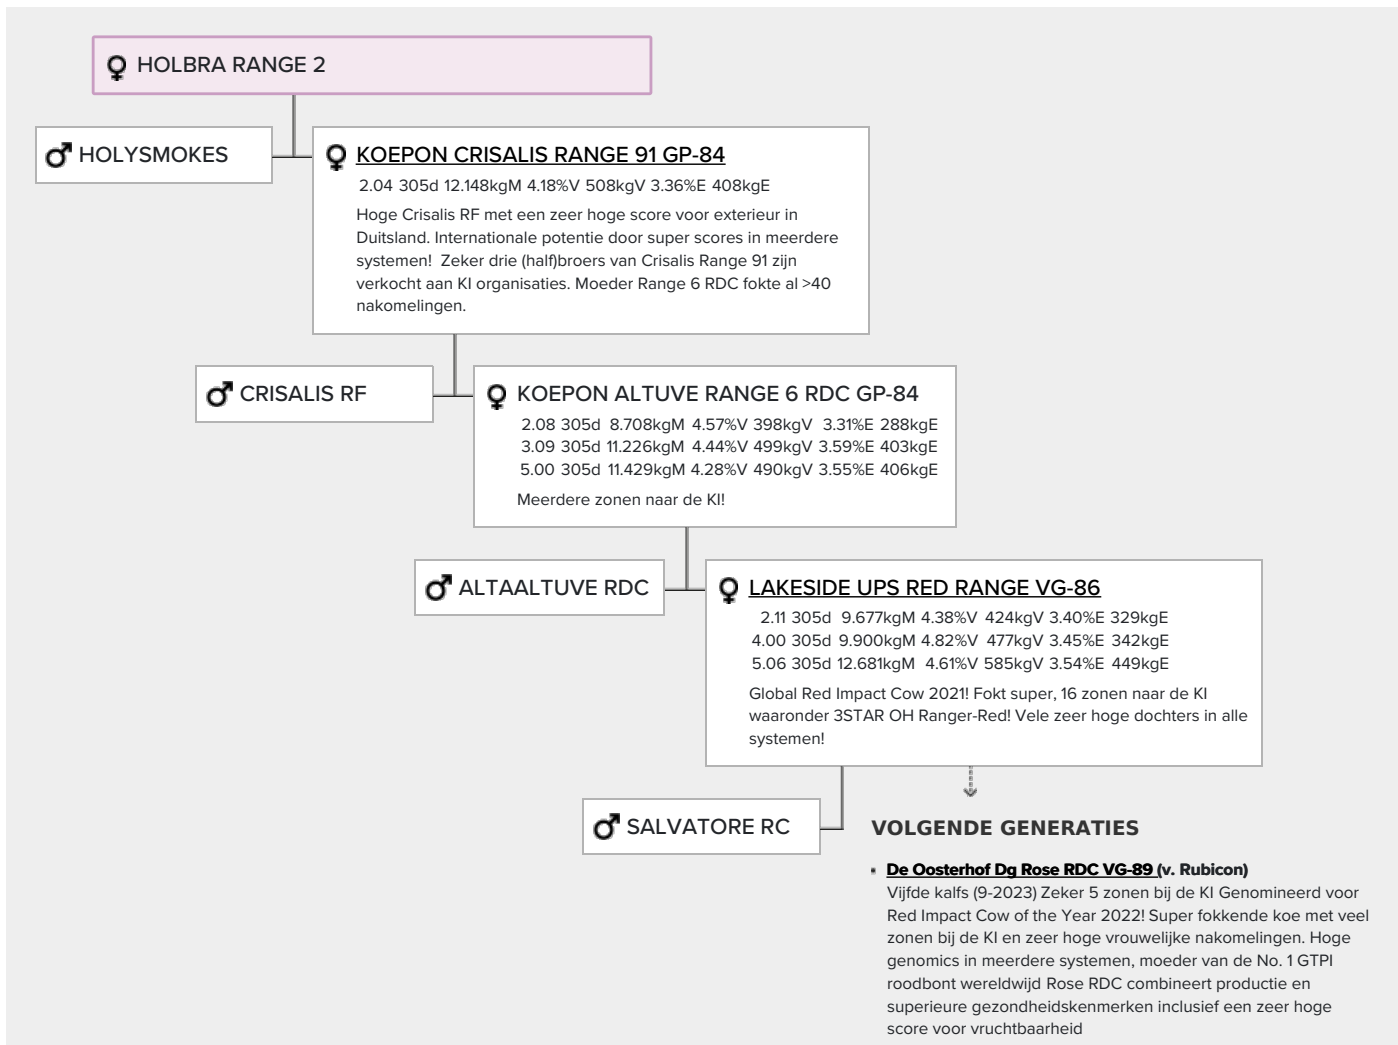 HOLBRA RANGE 2
HOLYSMOKES
KOEPON CRISALIS RANGE 91 GP-84
2.04 305d 12.148kgM 4.18%V 508kgV 3.36%E 408kgE
Hoge Crisalis RF met een zeer hoge score voor exterieur in
Duitsland. Internationale potentie door super scores in meerdere
systemen! Zeker drie (half)broers van Crisalis Range 91 zijn
verkocht aan KI organisaties. Moeder Range 6 RDC fokte al >40
nakomelingen.
CRISALIS RF
KOEPON ALTUVE RANGE 6 RDC GP-84
2.08 305d 8.708kgM 4.57%V 398kgV 3.31%E 288kgE
3.09 305d 11.226kgM 4.44%V 499kgV 3.59%E 403kgE
5.00 305d 11.429kgM 4.28%V 490kgV 3.55%E 406kgE
Meerdere zonen naar de KI!
ALTAALTUVE RDC
LAKESIDE UPS RED RANGE VG-86
2.11 305d 9.677kgM 4.38%V 424kgV 3.40%E 329kgE
4.00 305d 9.900kgM 4.82%V 477kgV 3.45%E 342kgE
5.06 305d 12.681kgM 4.61%V 585kgV 3.54%E 449kgE
Global Red Impact Cow 2021! Fokt super, 16 zonen naar de KI
waaronder 3STAR OH Ranger-Red! Vele zeer hoge dochters in alle
systemen!
SALVATORE RC
VOLGENDE GENERATIES
De Oosterhof Dg Rose RDC VG-89 (v. Rubicon)
Vijfde kalfs (9-2023) Zeker 5 zonen bij de KI Genomineerd voor
Red Impact Cow of the Year 2022! Super fokkende koe met veel
zonen bij de KI en zeer hoge vrouwelijke nakomelingen. Hoge
genomics in meerdere systemen, moeder van de No. 1 GTPI
roodbont wereldwijd Rose RDC combineert productie en
superieure gezondheidskenmerken inclusief een zeer hoge
score voor vruchtbaarheid